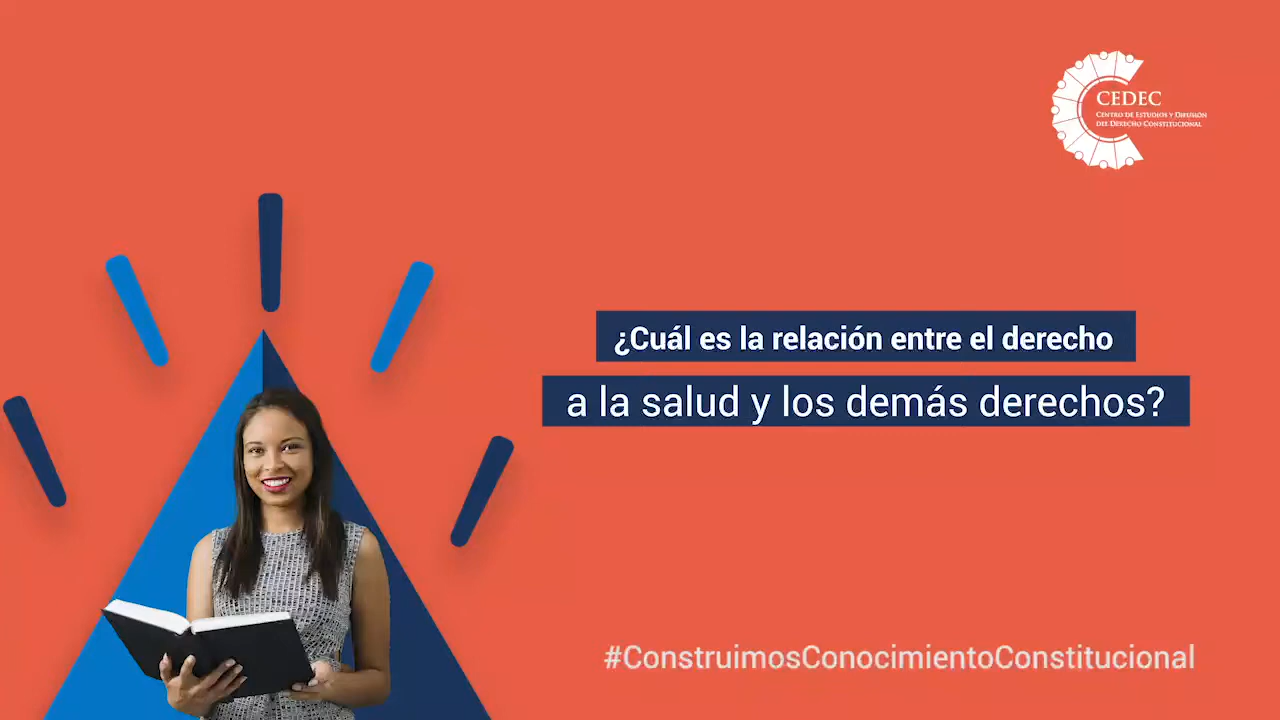 CEDEC
CENTRO DE ESTUDIOS Y DIFUSIÓN
DEL DERECHO CONSTITUCIONAL
¿Cuál es la relación entre el derecho
a la salud y los demás derechos?
#ConstruimosConocimientoConstitucional